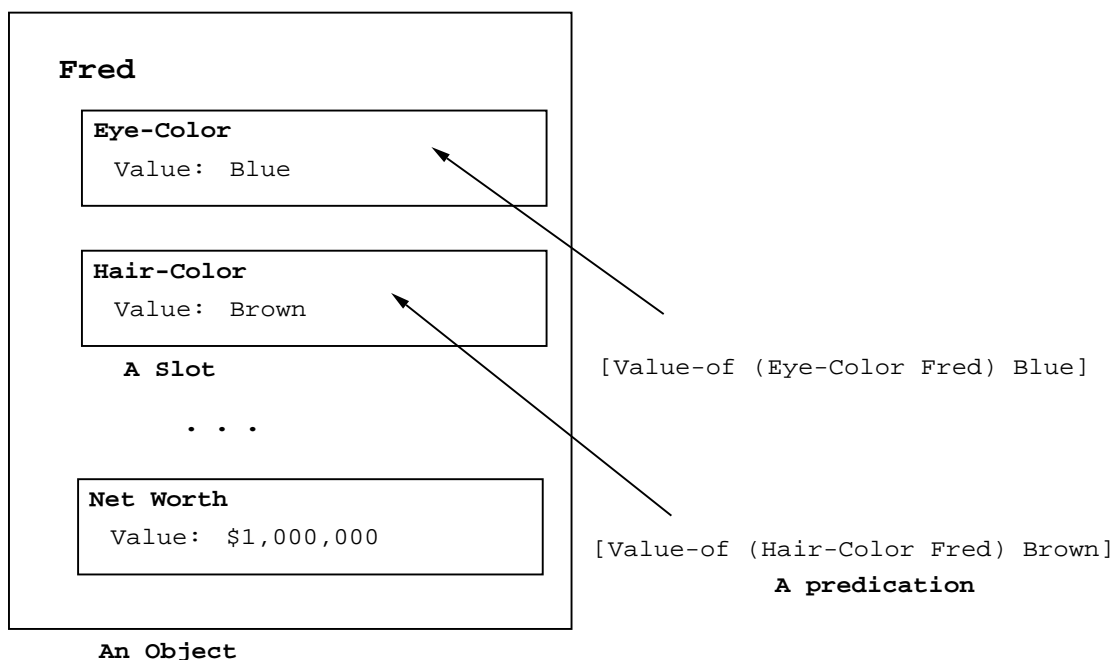 Fred
Eye-Color
Value: Blue
Hair-Color
Value: Brown
A Slot
. . .
Net Worth
Value: $1,000,000
An Object
[Value-of (Eye-Color Fred) Blue]
[Value-of (Hair-Color Fred) Brown]
A predication